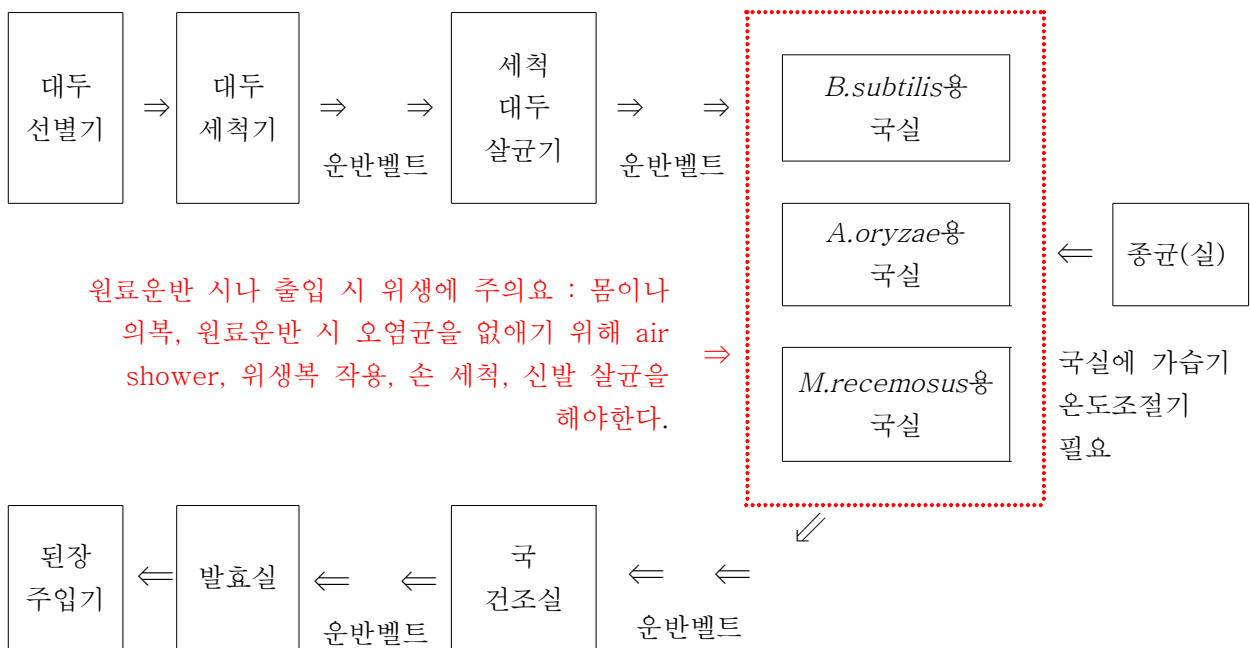 대두
선별기
⇒
대두
세척기
⇒ ⇒
운반벨트
세척
대두
살균기
⇒ ⇒
운반벨트
B.subtilis용
국실
A.oryzae용
국실
M.recemosus용
국실
⇐
종균(실)
국실에 가습기
온도조절기
필요
원료운반 시나 출입 시 위생에 주의요 : 몸이나
의복, 원료운반 시 오염균을 없애기 위해 air
shower, 위생복 작용, 손 세척, 신발 살균을
해야한다.
⇒
⇙
된장
주입기
⇐
발효실
⇐ ⇐
운반벨트
국
건조실
⇐ ⇐
운반벨트